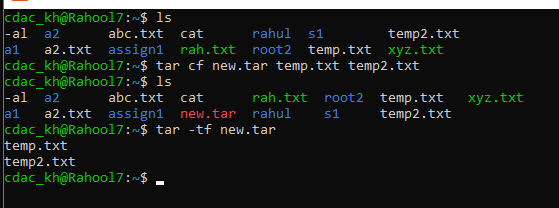 cdac_kh@Rahool7:~$ ls
-al a2 abc.txt cat rahul s1 temp2.txt
a1 a2.txt assign1 rah.txt root2 temp.txt xyz.txt
cdac_kh@Rahool7:~$ tar cf new.tar temp.txt temp2.txt
cdac_kh@Rahool7:~$ ls
-al a2 abc.txt cat rah.txt root2 temp.txt xyz.txt
a1 a2.txt assign1 new.tar rahul s1 temp2.txt
cdac_kh@Rahool7:~$ tar -tf new.tar
temp.txt
temp2.txt
cdac_kh@Rahool7:~$